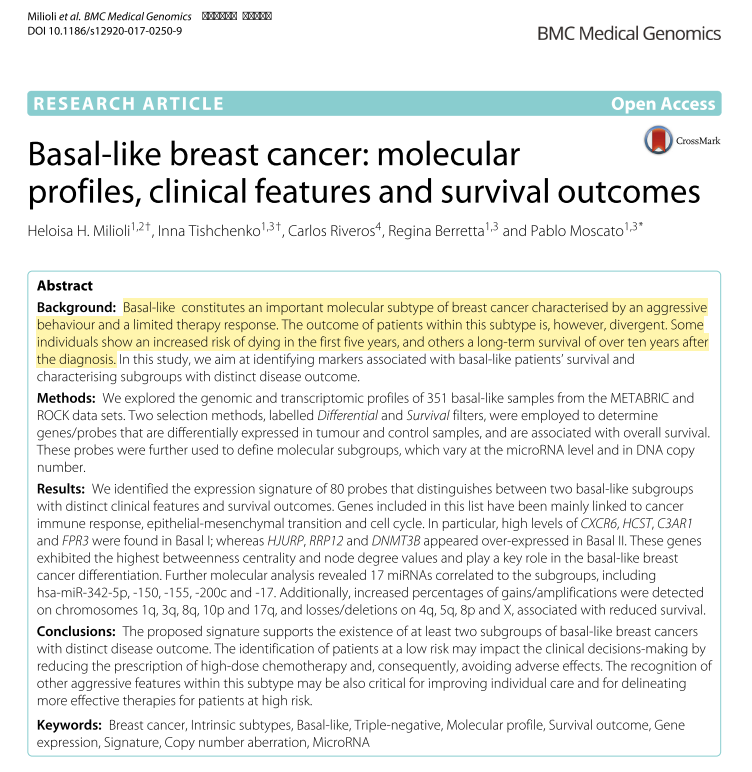 Milioli et al. BMC Medical Genomics
DOI 10.1186/s12920-017-0250-9
BMC Medical Genomics
RESEARCH ARTICLE
Open Access
CrossMark
Basal-like breast cancer: molecular
profiles, clinical features and survival outcomes
Heloisa H. Milioli1,2†, Inna Tishchenko1,3†, Carlos Riveros4, Regina Berretta1,3 and Pablo Moscato1,3*
Abstract
Background: Basal-like constitutes an important molecular subtype of breast cancer characterised by an aggressive
behaviour and a limited therapy response. The outcome of patients within this subtype is, however, divergent. Some
individuals show an increased risk of dying in the first five years, and others a long-term survival of over ten years after
the diagnosis. In this study, we aim at identifying markers associated with basal-like patients' survival and
characterising subgroups with distinct disease outcome.
Methods: We explored the genomic and transcriptomic profiles of 351 basal-like samples from the METABRIC and
ROCK data sets. Two selection methods, labelled Differential and Survival filters, were employed to determine
genes/probes that are differentially expressed in tumour and control samples, and are associated with overall survival.
These probes were further used to define molecular subgroups, which vary at the microRNA level and in DNA copy
number.
Results: We identified the expression signature of 80 probes that distinguishes between two basal-like subgroups
with distinct clinical features and survival outcomes. Genes included in this list have been mainly linked to cancer
immune response, epithelial-mesenchymal transition and cell cycle. In particular, high levels of CXCR6, HCST, C3AR1
and FPR3 were found in Basal I; whereas HJURP, RRP12 and DNMT3B appeared over-expressed in Basal II. These genes
exhibited the highest betweenness centrality and node degree values and play a key role in the basal-like breast
cancer differentiation. Further molecular analysis revealed 17 miRNAs correlated to the subgroups, including
hsa-miR-342-5p, -150, -155, -200c and -17. Additionally, increased percentages of gains/amplifications were detected
on chromosomes 1q, 3q, 8q, 10p and 17q, and losses/deletions on 4q, 5q, 8p and X, associated with reduced survival.
Conclusions: The proposed signature supports the existence of at least two subgroups of basal-like breast cancers
with distinct disease outcome. The identification of patients at a low risk may impact the clinical decisions-making by
reducing the prescription of high-dose chemotherapy and, consequently, avoiding adverse effects. The recognition of
other aggressive features within this subtype may be also critical for improving individual care and for delineating
more effective therapies for patients at high risk.
Keywords: Breast cancer, Intrinsic subtypes, Basal-like, Triple-negative, Molecular profile, Survival outcome, Gene
expression, Signature, Copy number aberration, MicroRNA